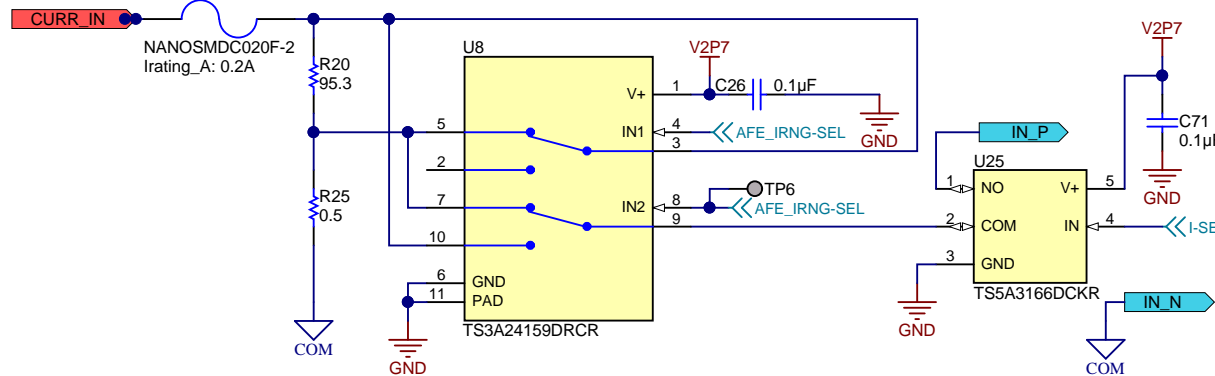 CURR_IN
NANOSMDC020F-2
Irating_A: 0.2A
R20
95.3
R25
0.5
COM
U8
5
2
7
10
6
11
GND
PAD
V+
IN1
IN2
1
4
3
8
9
TS3A24159DRCR
GND
V2P7
C26
0.1µF
GND
AFE_IRNG-SEL
TP6
AFE_IRNG-SEL
IN_P
U25
1
2
3
NO
COM
GND
V+
IN
5
4
TS5A3166DCKR
GND
V2P7
C71
0.1µ
GND
I-SE
IN_N
COM